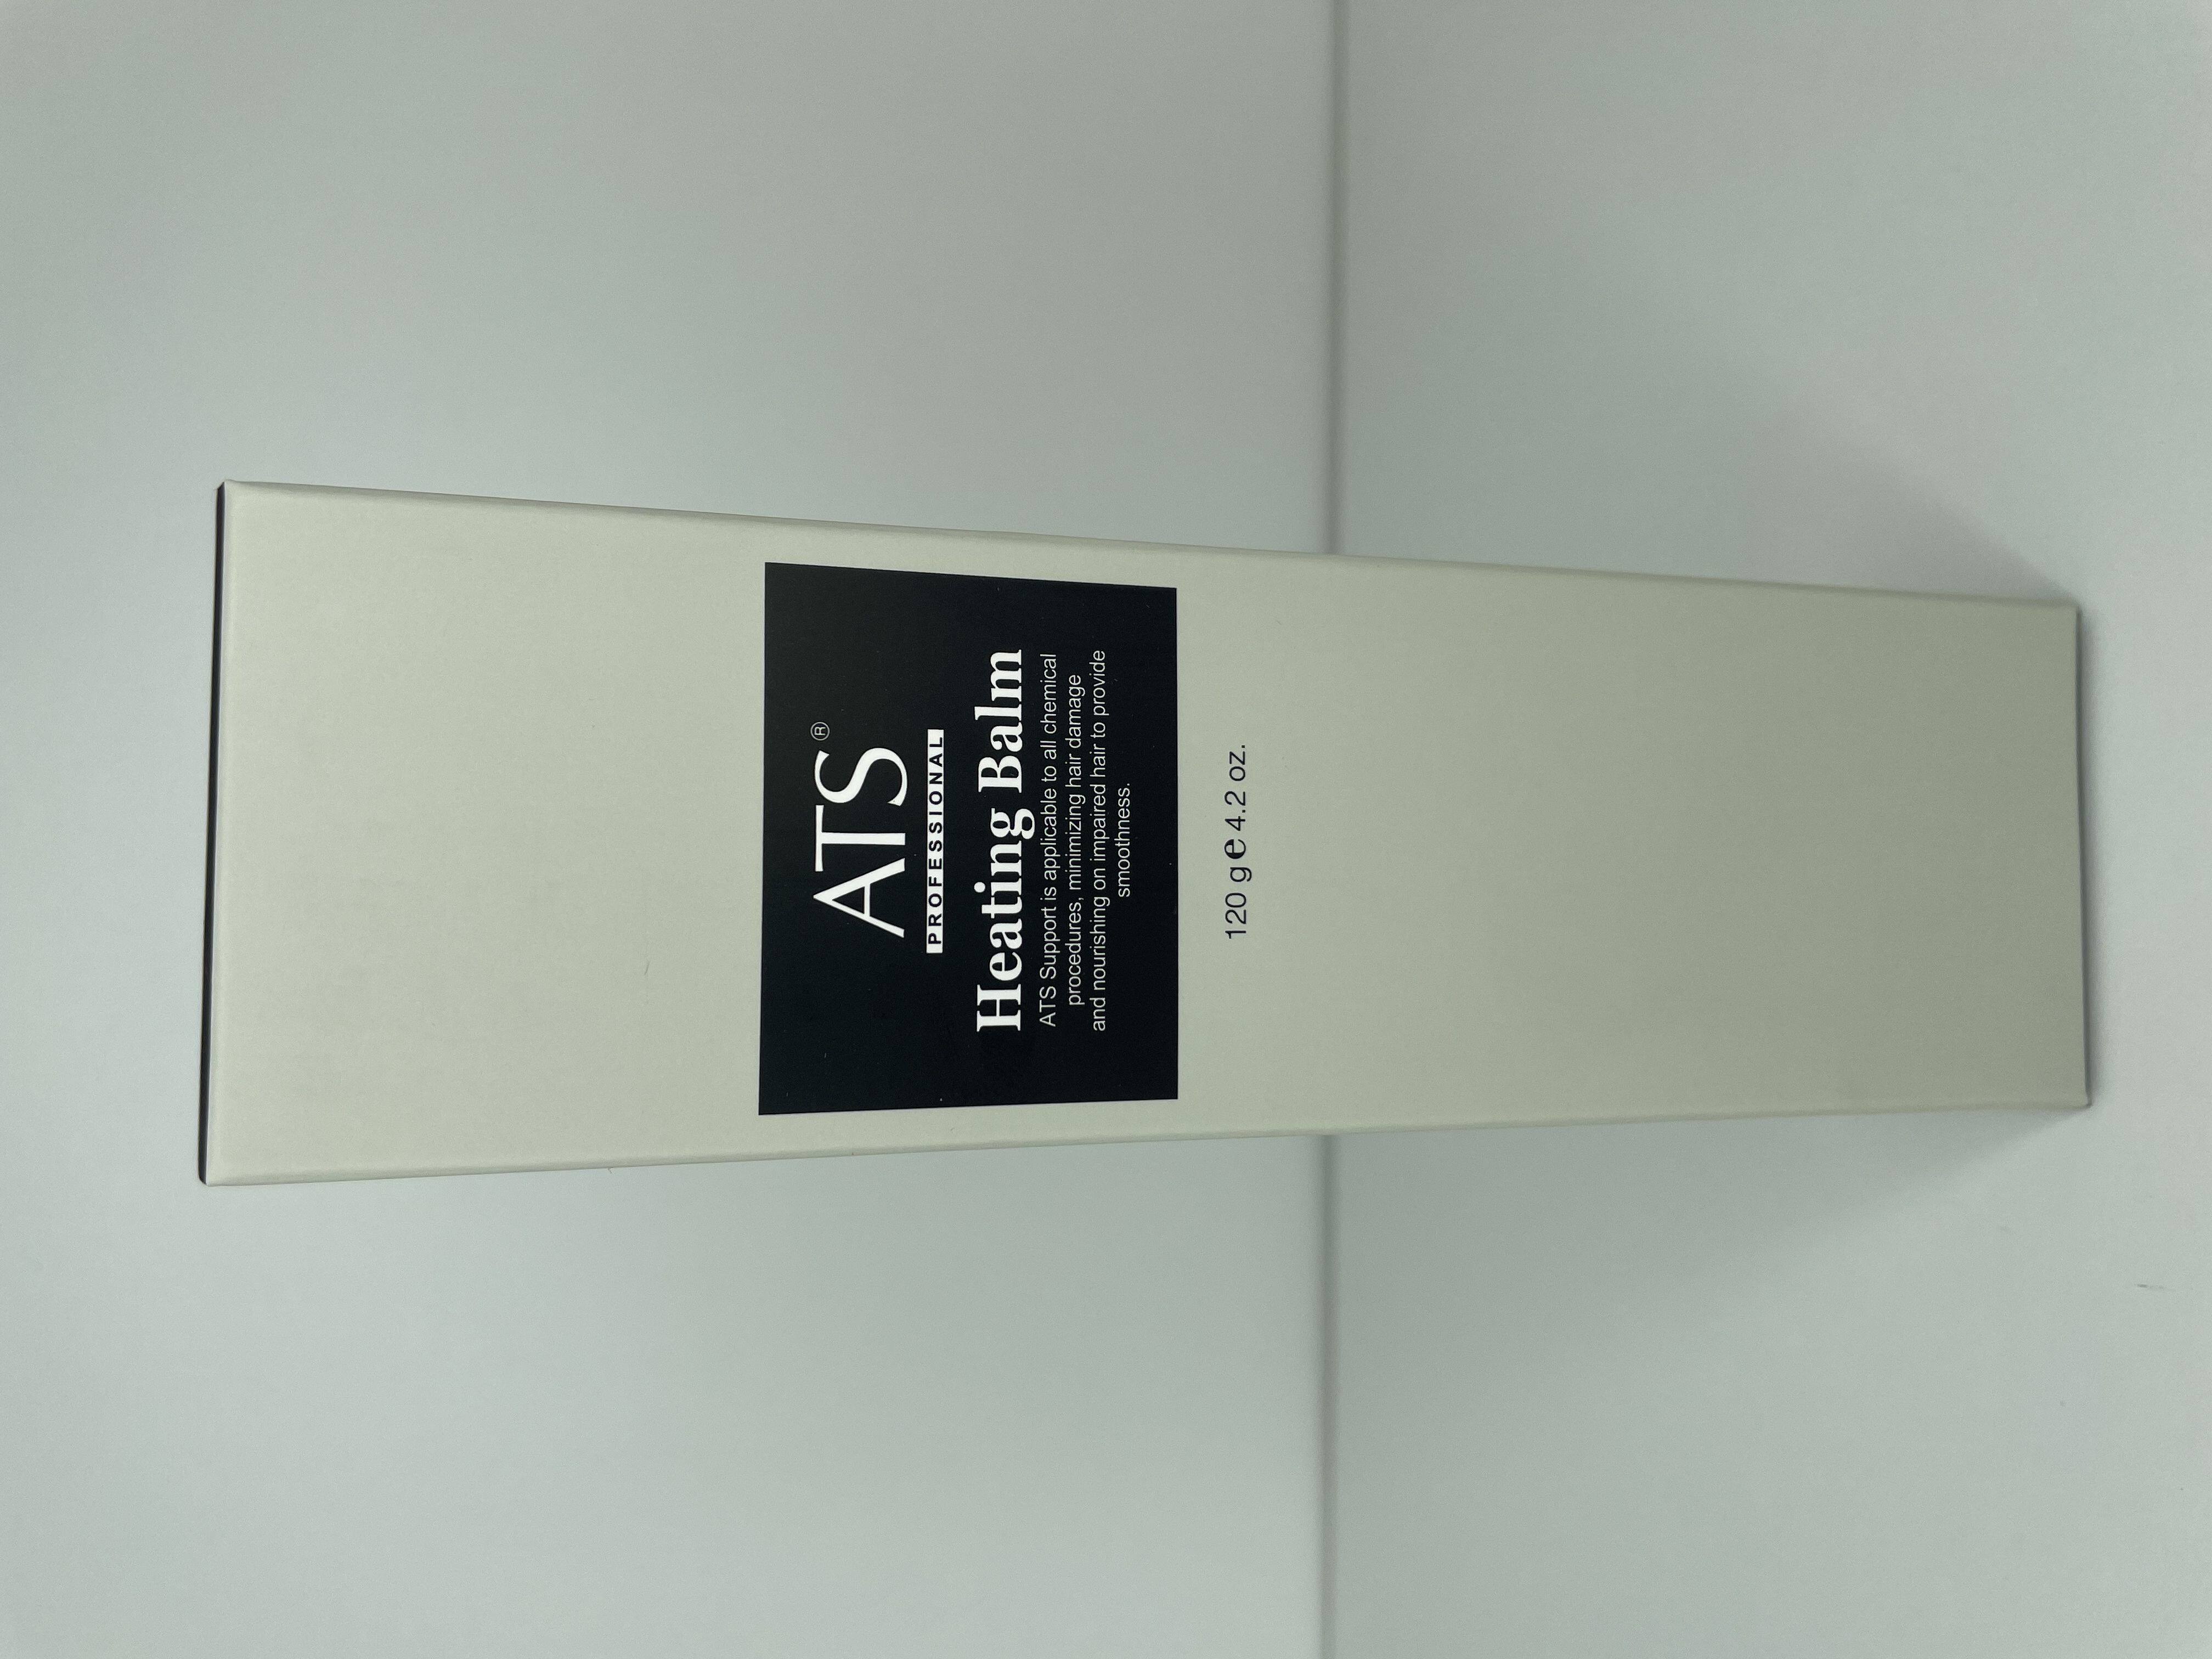 ATS®
PROFESSIONAL
Heating Balm
ATS Support is applicable to all chemical
procedures, minimizing hair damage
and nourishing on impaired hair to provide
smoothness.
120 g e 4.2 oz.